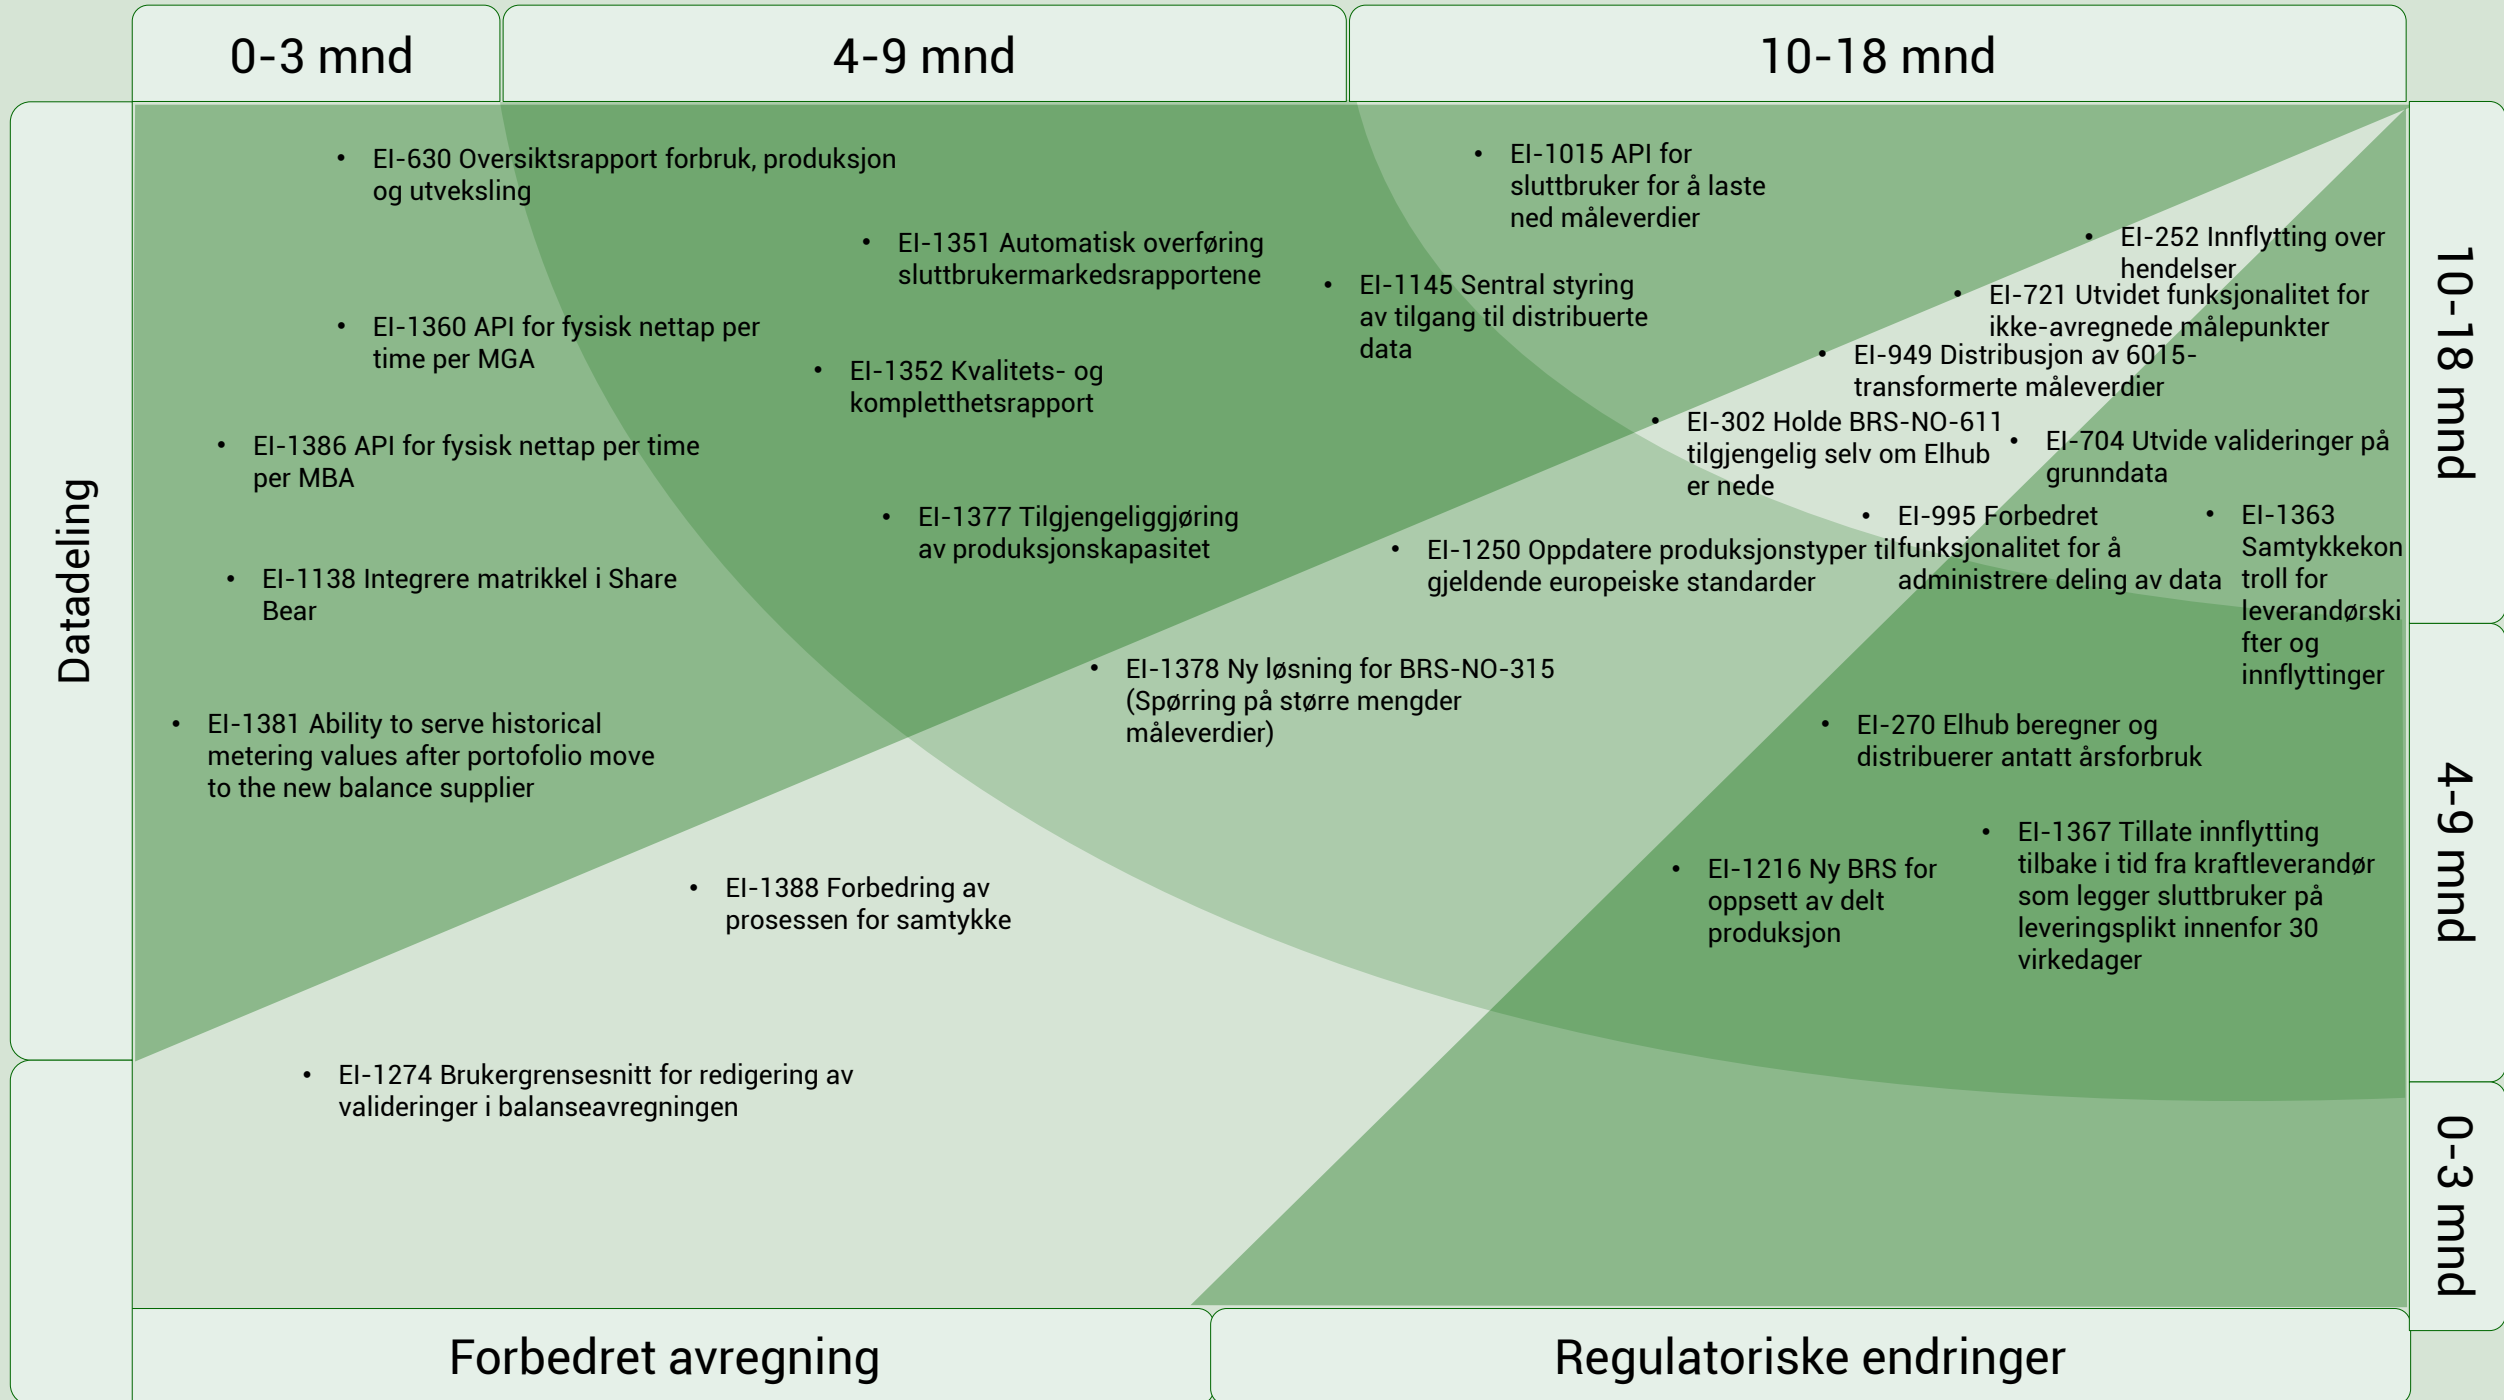 0-3 mnd
4-9 mnd
10-18 mnd
Datadeling
• EI-630 Oversiktsrapport forbruk, produksjon
og utveksling
• EI-1360 API for fysisk nettap per
time per MGA
• EI-1386 API for fysisk nettap per time
per MBA
• EI-1138 Integrere matrikkel i Share
Bear
• EI-1381 Ability to serve historical
metering values after portofolio move
to the new balance supplier
• EI-1351 Automatisk overføring
sluttbrukermarkedsrapportene
• EI-1352 Kvalitets- og
kompletthetsrapport
• EI-1377 Tilgjengeliggjøring
av produksjonskapasitet
• EI-1015 API for
sluttbruker for å laste
ned måleverdier
• EI-1145 Sentral styring
av tilgang til distribuerte
data
• EI-252 Innflytting over
hendelser
• EI-721 Utvidet funksjonalitet for
ikke-avregnede målepunkter
• EI-949 Distribusjon av 6015-
transformerte måleverdier
• EI-302 Holde BRS-NO-611
tilgjengelig selv om Elhub
er nede
• EI-704 Utvide valideringer på
grunndata
• EI-995 Forbedret
funksjonalitet for å
administrere deling av data
• EI-1363
Samtykkekon
troll for
leverandørski
fter og
innflyttinger
• EI-1250 Oppdatere produksjonstyper til
gjeldende europeiske standarder
• EI-1378 Ny løsning for BRS-NO-315
(Spørring på større mengder
måleverdier)
• EI-270 Elhub beregner og
distribuerer antatt årsforbruk
• EI-1367 Tillate innflytting
tilbake i tid fra kraftleverandør
som legger sluttbruker på
leveringsplikt innenfor 30
virkedager
• EI-1216 Ny BRS for
oppsett av delt
produksjon
• EI-1388 Forbedring av
prosessen for samtykke
• EI-1274 Brukergrensesnitt for redigering av
valideringer i balanseavregningen
10-18 mnd
4-9 mnd
0-3 mnd
Forbedret avregning
Regulatoriske endringer